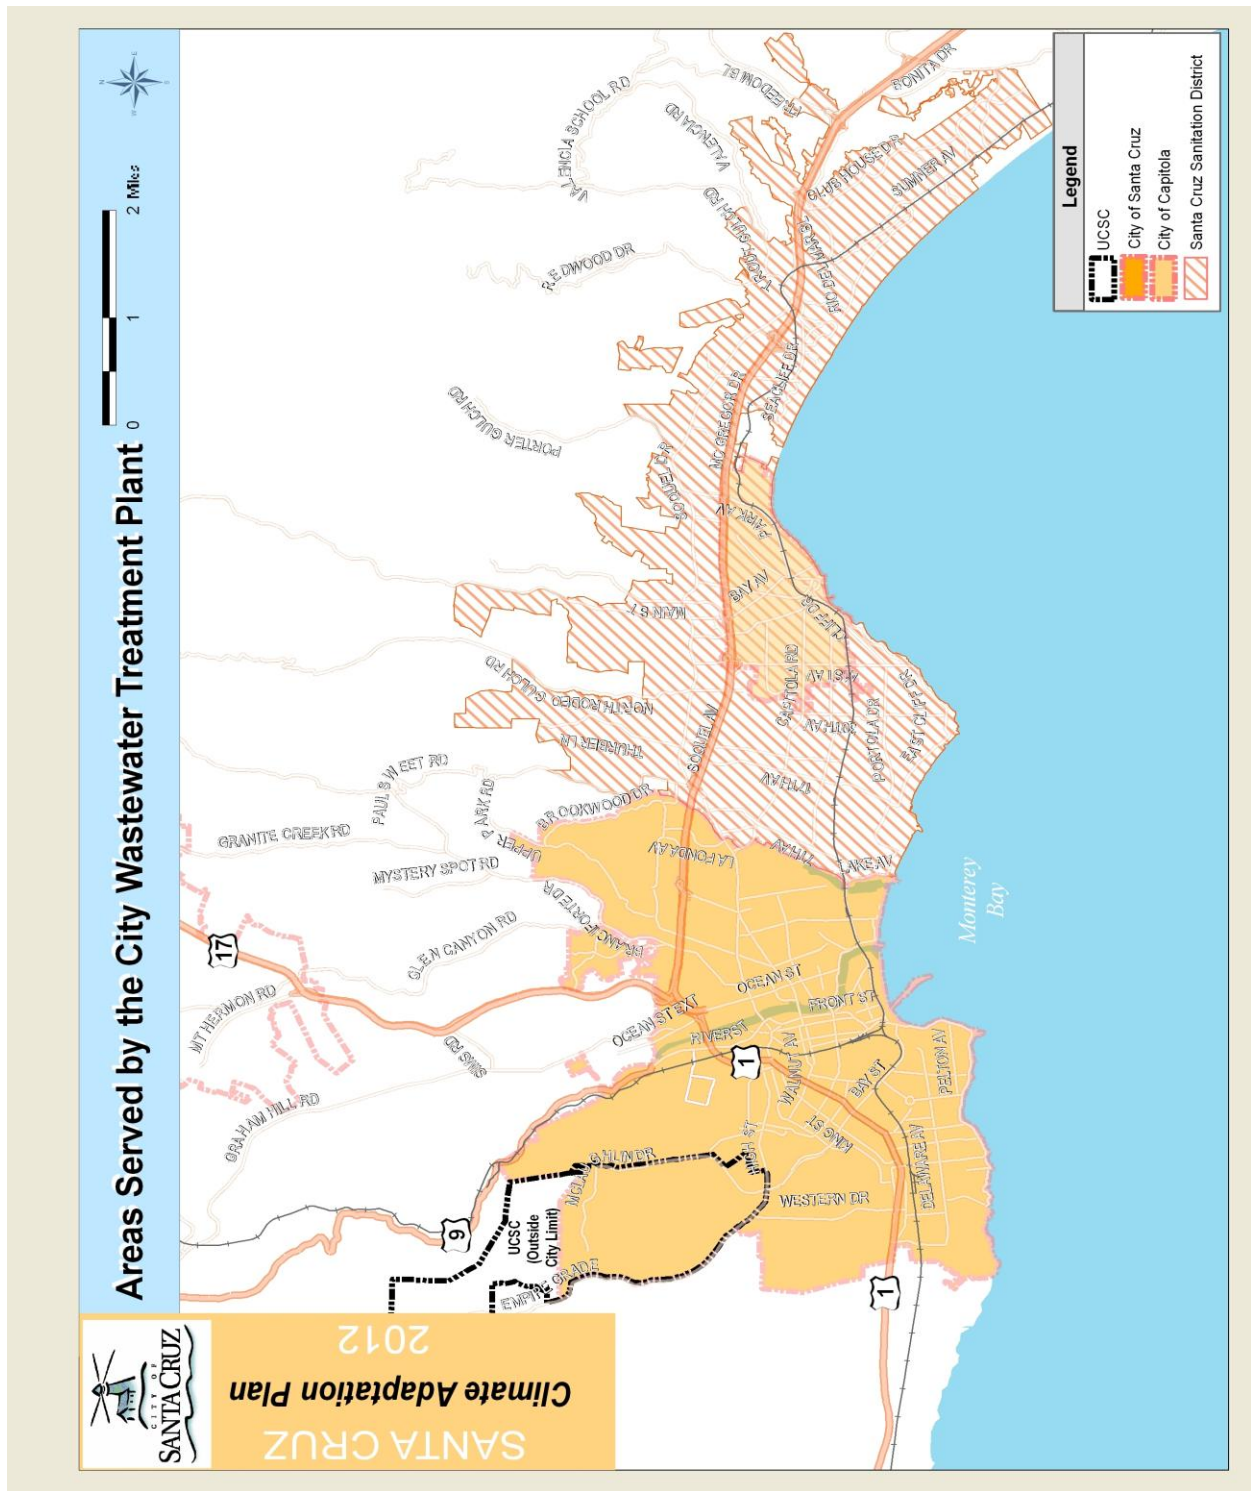 Areas Served by the City Wastewater Treatment Plant
0 1 2 Miles
N
E
S
W
CITY OF
SANTA CRUZ
SANTA CRUZ
Climate Adaptation Plan
2012
Legend
UCSC
City of Santa Cruz
City of Capitola
Santa Cruz Sanitation District
17
9
1
1
UCSC
(Outside
City Limit)
EMPIRE GRADE
MT HERMON RD
GRAHAM HILL RD
SIMS RD
GLEN CANYON RD
MYSTERY SPOT RD
GRANITE CREEK RD
PAUL SWEET RD
UPPER PARK RD
BROOKWOOD DR
BRANCIFORTE DR
OCEAN ST EXT
RIVER ST
OCEAN ST
FRONT ST
WALNUT AV
BAY ST
KING ST
HIGH ST
WESTERN DR
DELAWARE AV
PELTON AV
LA FONDA AV
7TH AV
LAKE AV
17TH AV
SOQUEL AV
THURBER LN
NORTH RODEO GULCH RD
MAIN ST
CAPITOLA RD
38TH AV
41ST AV
PORTOLA DR
EAST CLIFF DR
CLIFF DR
BAY AV
PARK AV
SOQUEL DR
PORTER GULCH RD
MC GREGOR DR
SEACLIFF DR
REDWOOD DR
TROUT GULCH RD
VALENCIA RD
VALENCIA SCHOOL RD
FREEDOM BL
BONITA DR
CLUB HOUSE DR
SUMNER AV
RIO DEL MAR BL
Monterey
Bay